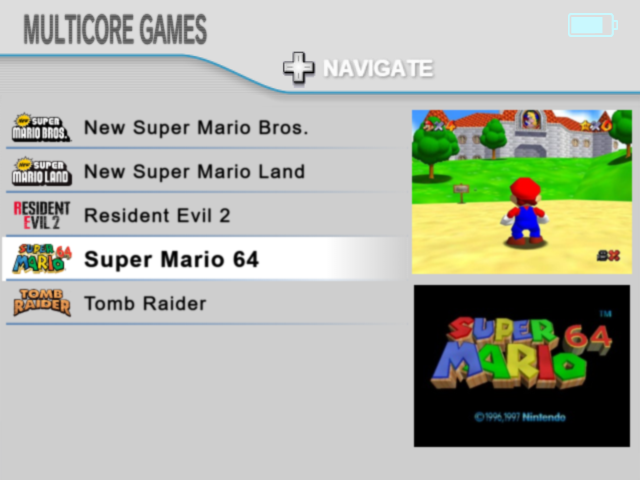 MULTICORE GAMES
NAVIGATE
NEW SUPER
MARIO BROS.
New Super Mario Bros.
NEW SUPER
MARIO LAND
New Super Mario Land
RESIDENT
EVIL 2
Resident Evil 2
SUPER
MARIO 64
Super Mario 64
TOMB
RAIDER
Tomb Raider
SUPER
MARIO 64
TM
©1996,1997 Nintendo